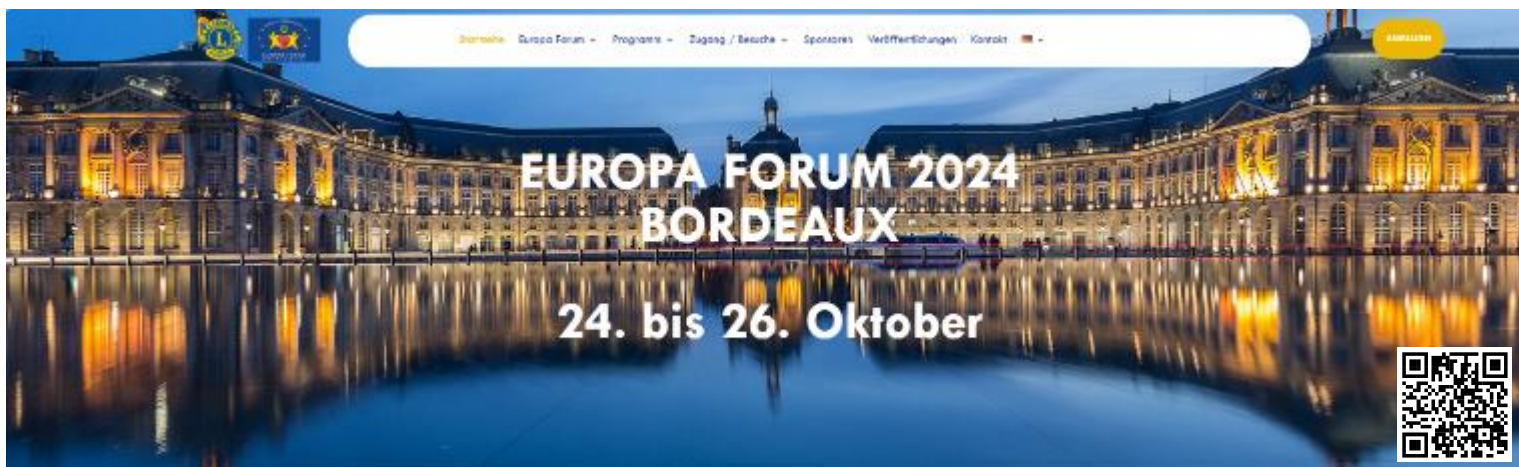 Startseite Europa Forum Programm Zugang / Besuche Sponsoren Veröffentlichungen Kontakt
EUROPA FORUM 2024
BORDEAUX
24. bis 26. Oktober